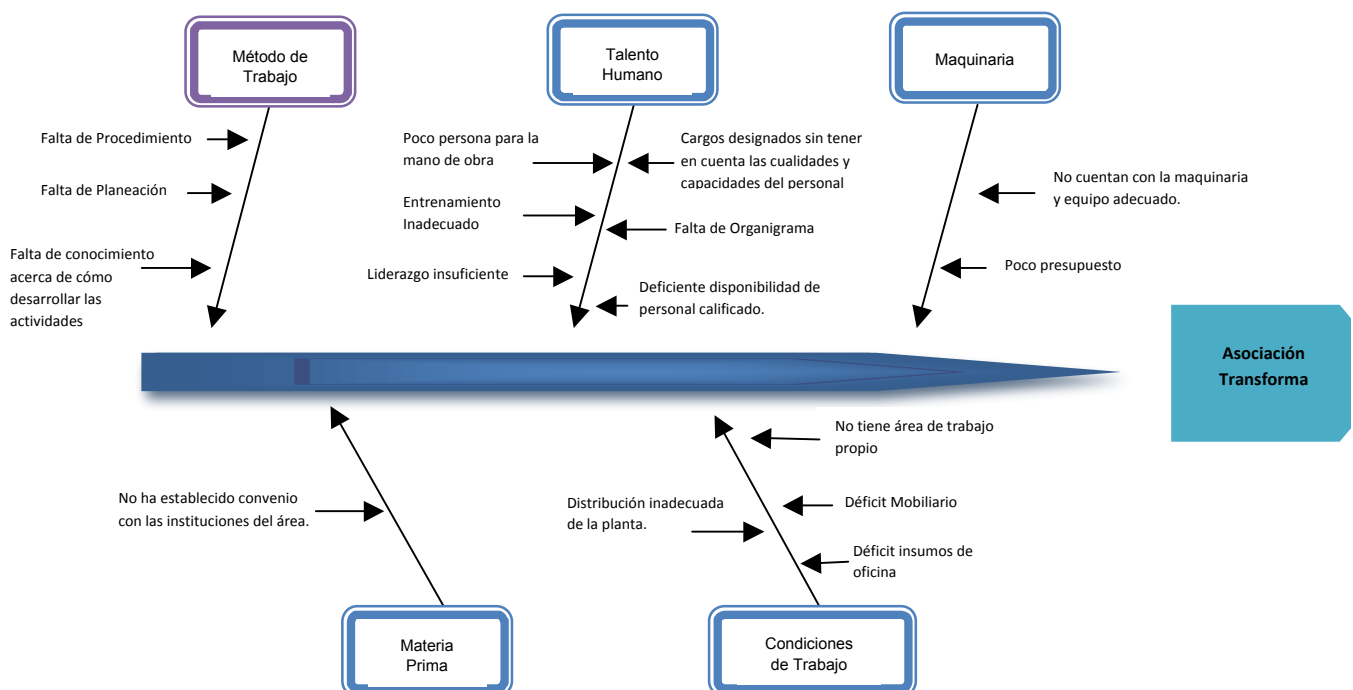 Método de
Trabajo
Talento
Humano
Maquinaria
Falta de Procedimiento
Falta de Planeación
Falta de conocimiento
acerca de cómo
desarrollar las
actividades
Poco persona para la
mano de obra
Entrenamiento
Inadecuado
Liderazgo insuficiente
Cargos designados sin tener
en cuenta las cualidades y
capacidades del personal
Falta de Organigrama
Deficiente disponibilidad de
personal calificado.
No cuentan con la maquinaria
y equipo adecuado.
Poco presupuesto
Asociación
Transforma
No ha establecido convenio
con las instituciones del área.
Distribución inadecuada
de la planta.
No tiene área de trabajo
propio
Déficit Mobiliario
Déficit insumos de
oficina
Materia
Prima
Condiciones
de Trabajo